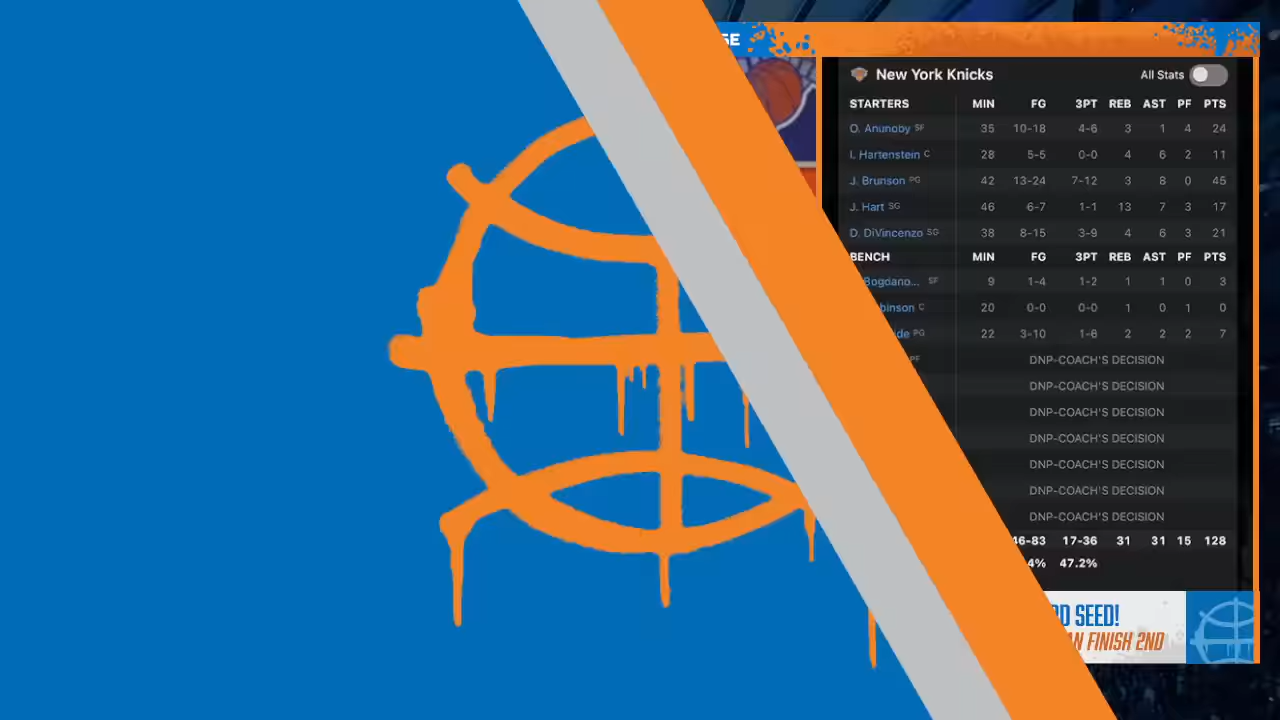 SE
New York Knicks All Stats
STARTERS MIN FG 3PT REB AST PF PTS
O. Anunoby SF 35 10-18 4-6 3 1 4 24
I. Hartenstein C 28 5-5 0-0 4 6 2 11
J. Brunson PG 42 13-24 7-12 3 8 0 45
J. Hart SG 46 6-7 1-1 13 7 3 17
D. DiVincenzo SG 38 8-15 3-9 4 6 3 21
BENCH MIN FG 3PT REB AST PF PTS
Bogdano... SF 9 1-4 1-2 1 1 0 3
binson C 20 0-0 0-0 1 0 1 0
de PG 22 3-10 1-6 2 2 2 7
PF DNP-COACH'S DECISION
DNP-COACH'S DECISION
DNP-COACH'S DECISION
DNP-COACH'S DECISION
DNP-COACH'S DECISION
DNP-COACH'S DECISION
DNP-COACH'S DECISION
46-83 17-36 31 31 15 128
4% 47.2%
D SEED!
N FINISH 2ND